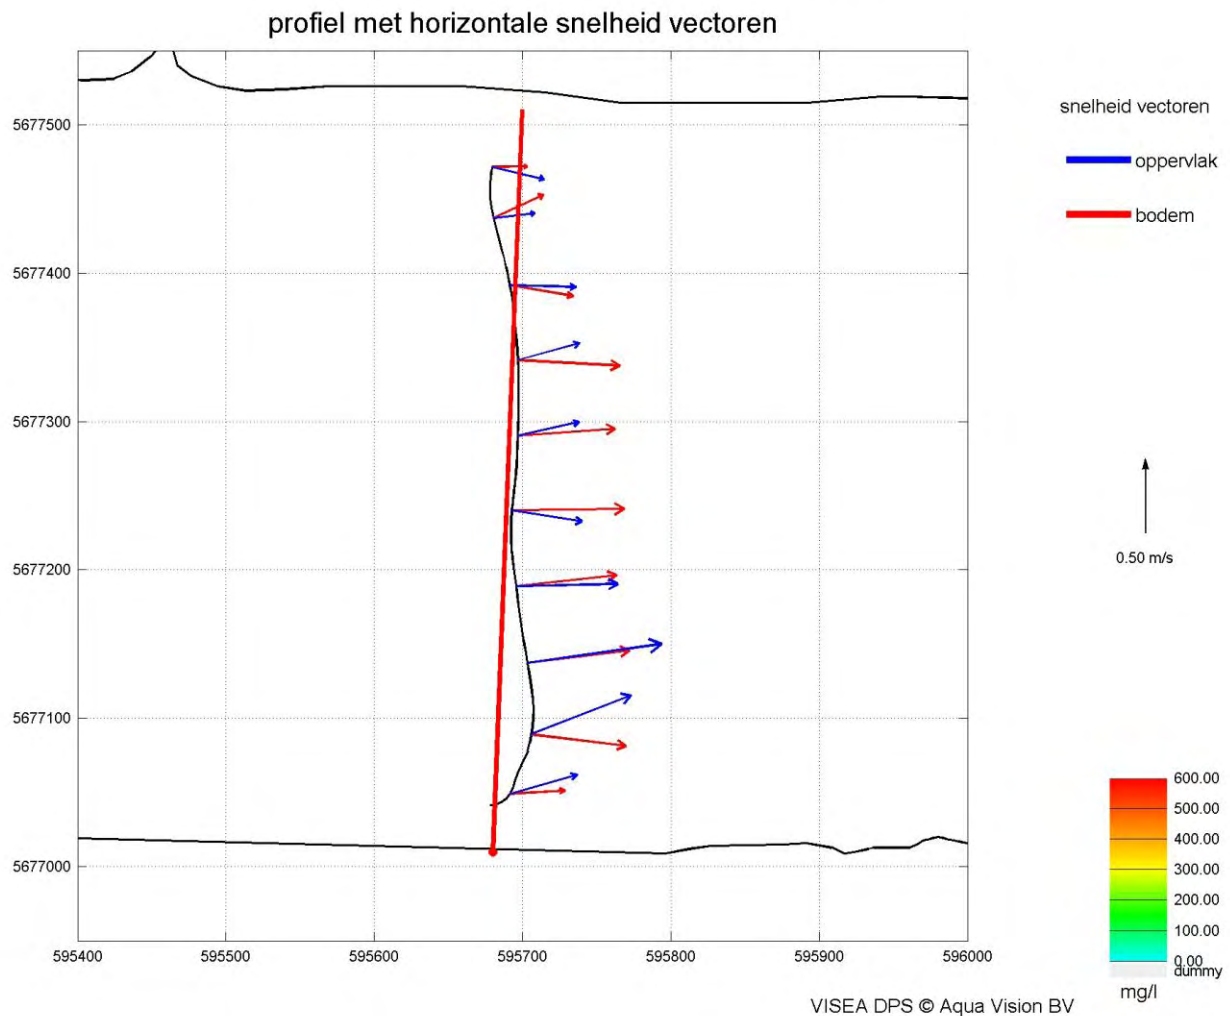 profiel met horizontale snelheid vectoren
snelheid vectoren
oppervlak
bodem
5677500
5677400
5677300
5677200
5677100
5677000
595400
595500
595600
595700
595800
595900
596000
0.50 m/s
600.00
500.00
400.00
300.00
200.00
100.00
0.00
dummy
mg/l
VISEA DPS © Aqua Vision BV